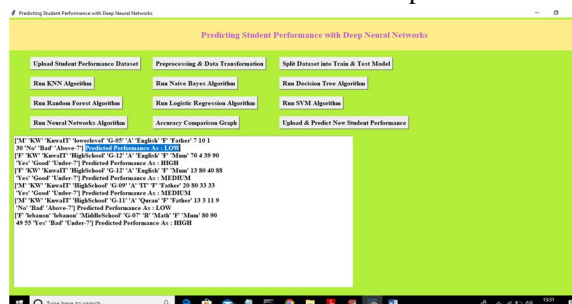 Predicting Student Performance with Deep Neural Networks
Predicting Student Performance with Deep Neural Networks
Upload Student Performance Dataset
Preprocessing & Data Transformation
Split Dataset into Train & Test Model
Run KNN Algorithm
Run Naive Bayes Algorithm
Run Decision Tree Algorithm
Run Random Forest Algorithm
Run Logistic Regression Algorithm
Run SVM Algorithm
Run Neural Networks Algorithm
Accuracy Comparison Graph
Upload & Predict New Student Performance
['M' 'KW' 'KuwaIT' 'lowerlevel' 'G-05' 'A' 'English' 'F' 'Father' 7 10 1
30 'No' 'Bad' 'Above-7'] Predicted Performance As : LOW
['F' 'KW' 'KuwaIT' 'HighSchool' 'G-12' 'A' 'English' 'F' 'Mum' 70 4 39 90
'Yes' 'Good' 'Under-7'] Predicted Performance As : HIGH
['F' 'KW' 'KuwaIT' 'HighSchool' 'G-12' 'A' 'English' 'F' 'Mum' 13 80 40 88
'Yes' 'Good' 'Under-7'] Predicted Performance As : MEDIUM
['M' 'KW' 'KuwaIT' 'HighSchool' 'G-09' 'A' 'IT' 'F' 'Father' 20 80 33 33
'Yes' 'Good' 'Under-7'] Predicted Performance As : MEDIUM
['M' 'KW' 'KuwaIT' 'HighSchool' 'G-11' 'A' 'Quran' 'F' 'Father' 13 3 11 9
'No' 'Bad' 'Above-7'] Predicted Performance As : LOW
['F' 'lebanon' 'lebanon' 'MiddleSchool' 'G-07' 'B' 'Math' 'F' 'Mum' 80 90
49 55 'Yes' 'Bad' 'Under-7'] Predicted Performance As : HIGH
Type here to search
13:31